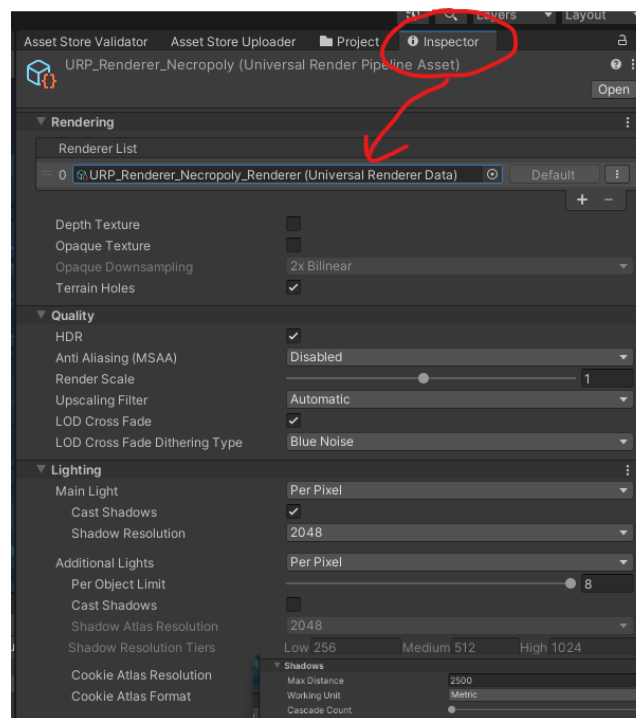 Layers Layout
Asset Store Validator Asset Store Uploader Project Inspector
URP_Renderer_Necropoly (Universal Render Pipeline Asset)
Open
Rendering
Renderer List
0 URP_Renderer_Necropoly_Renderer (Universal Renderer Data) Default
Depth Texture
Opaque Texture
Opaque Downsampling 2x Bilinear
Terrain Holes
Quality
HDR
Anti Aliasing (MSAA) Disabled
Render Scale 1
Upscaling Filter Automatic
LOD Cross Fade
LOD Cross Fade Dithering Type Blue Noise
Lighting
Main Light Per Pixel
Cast Shadows
Shadow Resolution 2048
Additional Lights Per Pixel
Per Object Limit 8
Cast Shadows
Shadow Atlas Resolution 2048
Shadow Resolution Tiers Low 256 Medium 512 High 1024
Cookie Atlas Resolution
Cookie Atlas Format
Shadows
Max Distance 2500
Working Unit Metric
Cascade Count